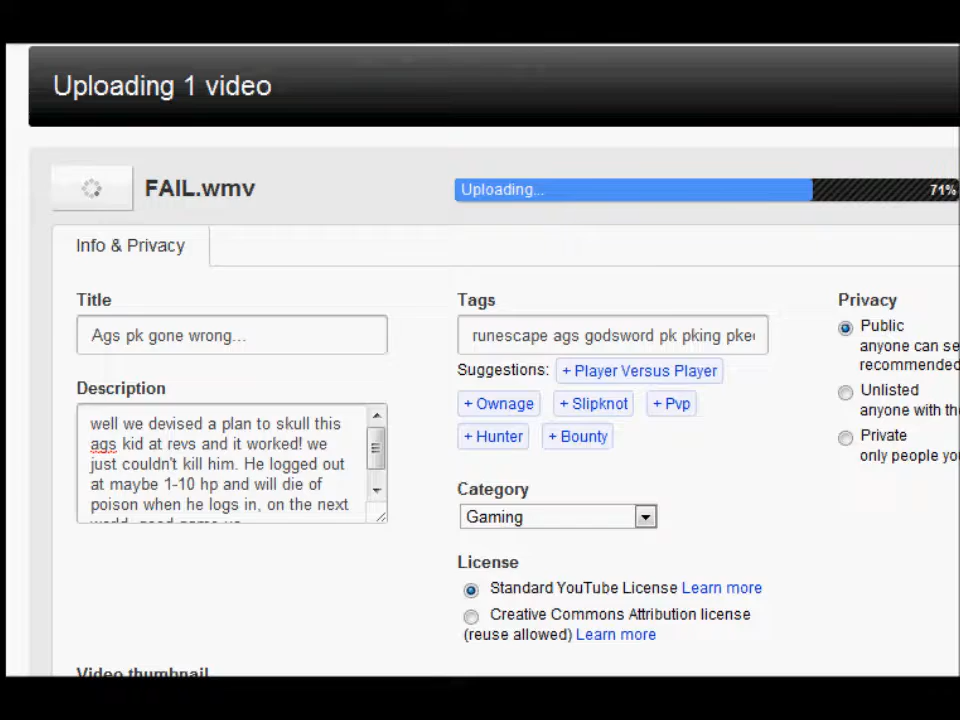 Uploading 1 video
FAIL.wmv
Uploading...
71%
Info & Privacy
Title
Ags pk gone wrong...
Description
well we devised a plan to skull this
ags kid at revs and it worked! we
just couldn't kill him. He logged out
at maybe 1-10 hp and will die of
poison when he logs in, on the next
Tags
runescape ags godsword pk pking pke
Suggestions: + Player Versus Player
+ Ownage + Slipknot + Pvp
+ Hunter + Bounty
Category
Gaming
License
Standard YouTube License Learn more
Creative Commons Attribution license
(reuse allowed) Learn more
Privacy
Public
anyone can se
recommended
Unlisted
anyone with th
Private
only people yo
Video thumbnail